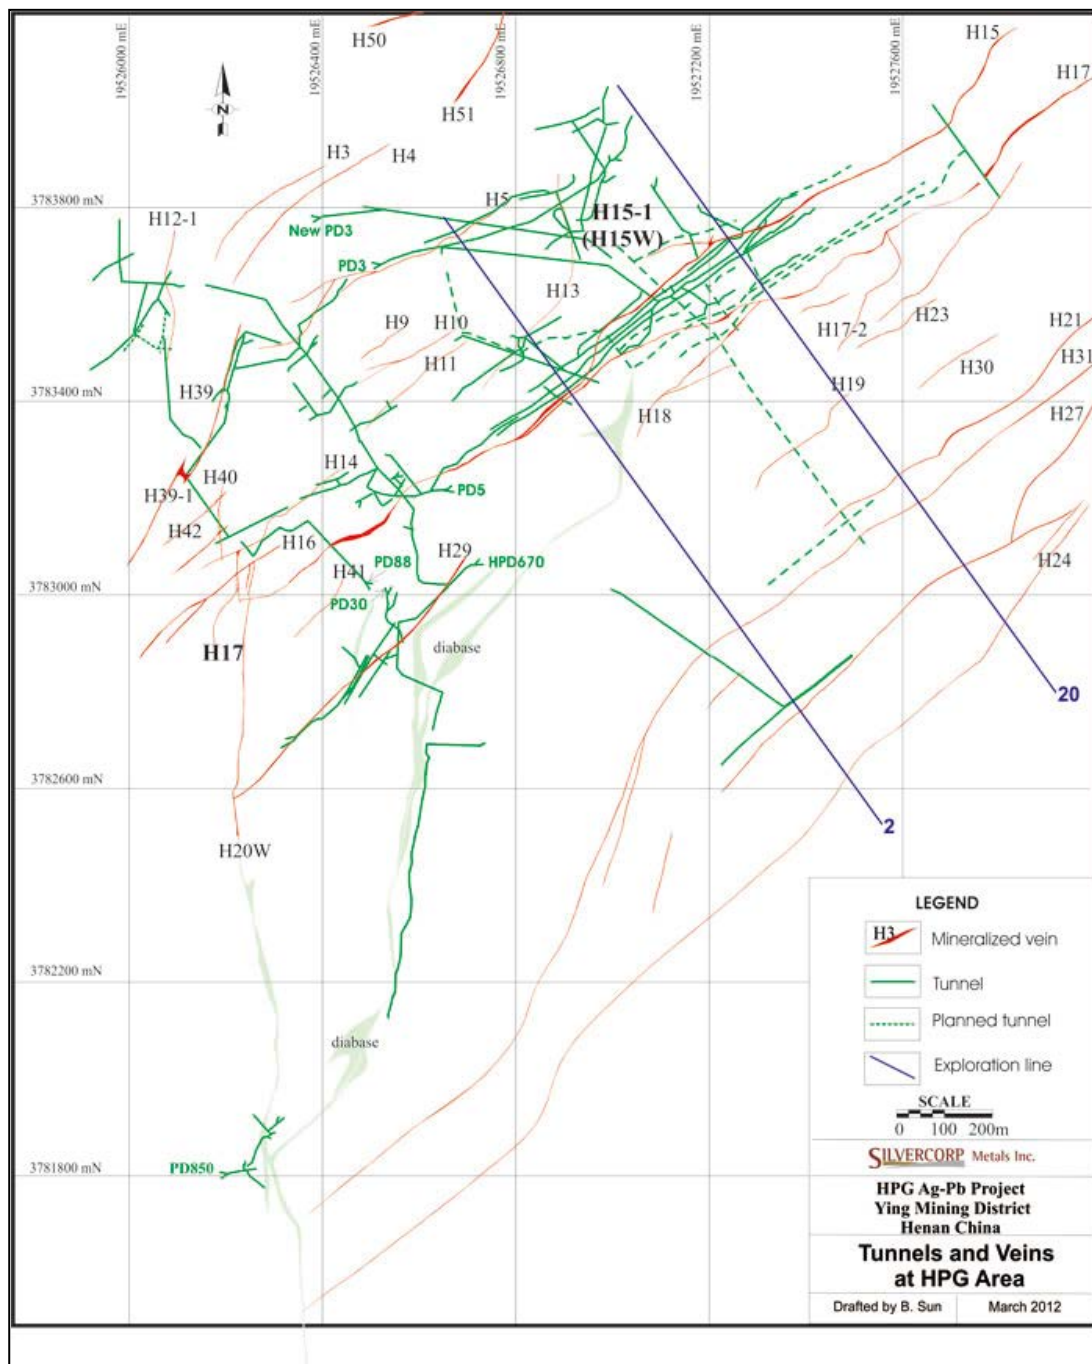 19526000 mE
19526400 mE
19526800 mE
19527200 mE
19527600 mE
H50
H51
H15
H17
N
H3
H4
H5
3783800 mN
H12-1
New PD3
H15-1
(H15W)
PD3
H13
H9
H10
H17-2
H23
H21
H11
H30
H31
H39
H19
3783400 mN
H18
H27
H14
H40
H39-1
PD5
H42
H16
H29
PD88
HPD670
H24
H41
3783000 mN
PD30
H17
diabase
20
3782600 mN
2
H20W
LEGEND
H3
Mineralized vein
3782200 mN
Tunnel
Planned tunnel
diabase
Exploration line
SCALE
0 100 200m
SILVERCORP Metals Inc.
PD850
3781800 mN
HPG Ag-Pb Project
Ying Mining District
Henan China
Tunnels and Veins
at HPG Area
Drafted by B. Sun
March 2012